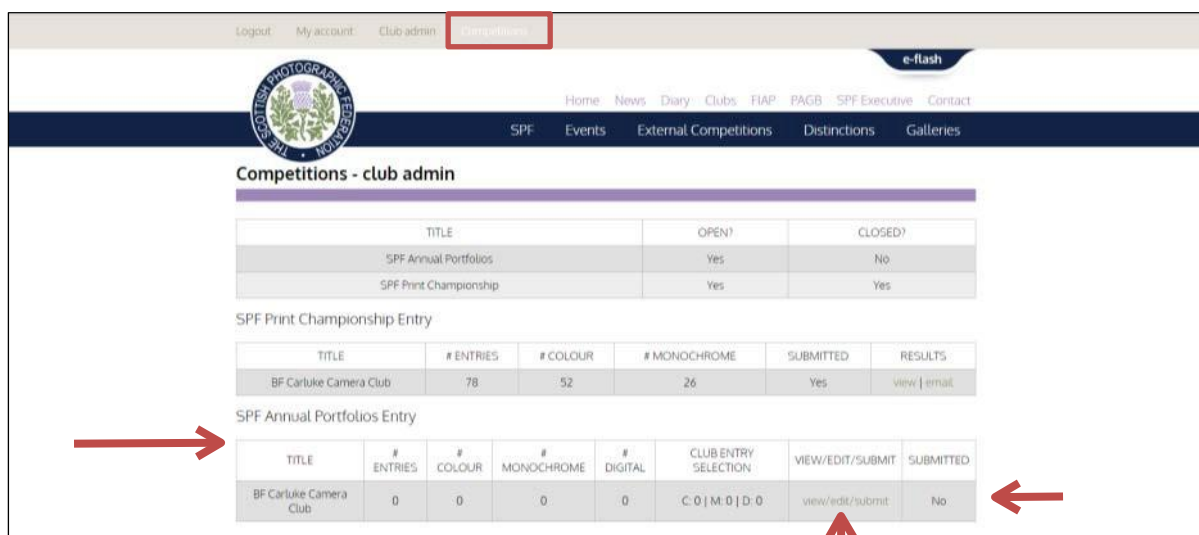 Logout My account Club admin Competitions
e-flash
THE SCOTTISH PHOTOGRAPHIC FEDERATION
Home News Diary Clubs FIAP PAGB SPF Executive Contact
SPF Events External Competitions Distinctions Galleries
Competitions - club admin
TITLE OPEN? CLOSED?
SPF Annual Portfolios Yes No
SPF Print Championship Yes Yes
SPF Print Championship Entry
TITLE # ENTRIES # COLOUR # MONOCHROME SUBMITTED RESULTS
BF Carluke Camera Club 78 52 26 Yes view | email
SPF Annual Portfolios Entry
TITLE # ENTRIES # COLOUR # MONOCHROME # DIGITAL CLUB ENTRY SELECTION VIEW/EDIT/SUBMIT SUBMITTED
BF Carluke Camera Club 0 0 0 0 C: 0 | M: 0 | D: 0 view/edit/submit No